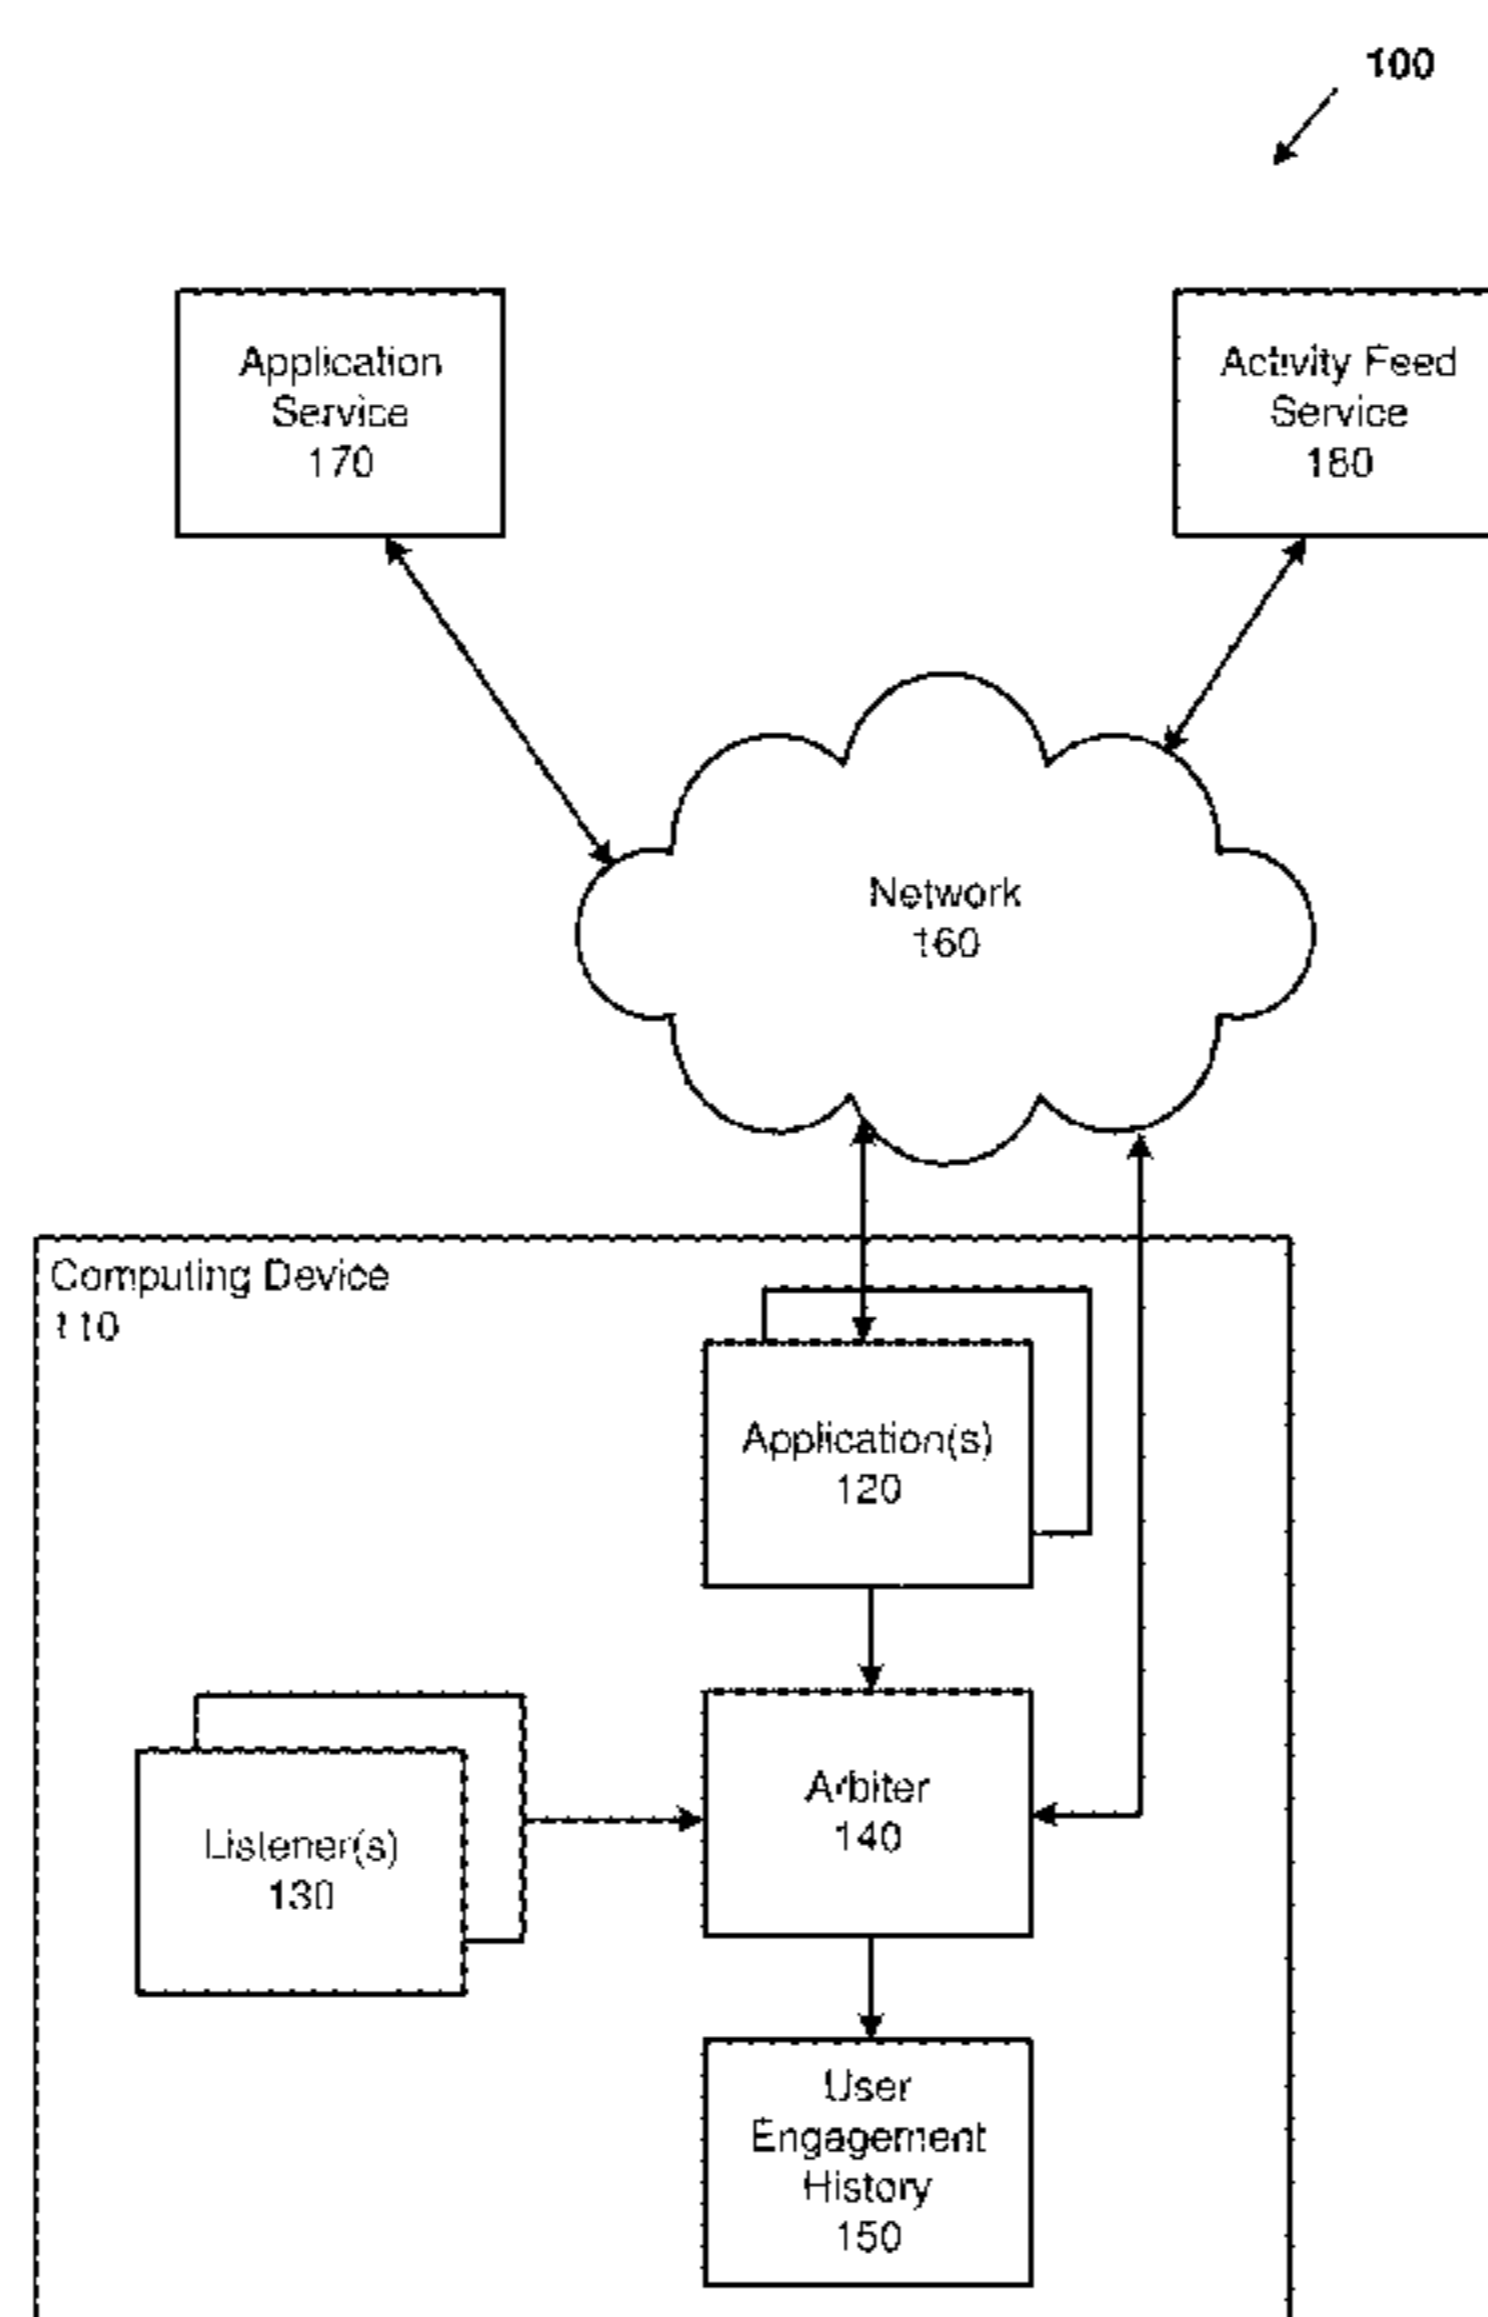 100
Application
Service
170
Activity Feed
Service
180
Network
160
Computing Device
110
Application(s)
120
Arbiter
140
Listener(s)
130
User
Engagement
History
150